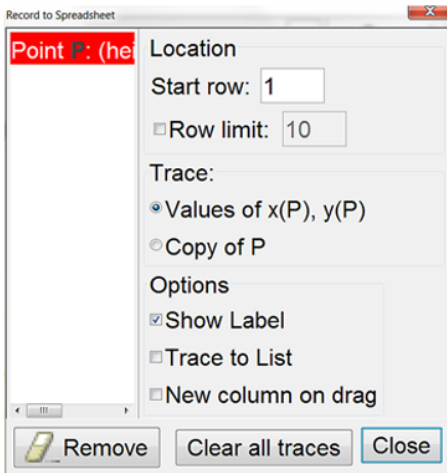 Record to Spreadsheet
Point P: (hei
Location
Start row: 1
Row limit: 10
Trace:
Values of x(P), y(P)
Copy of P
Options
Show Label
Trace to List
New column on drag
Remove
Clear all traces
Close